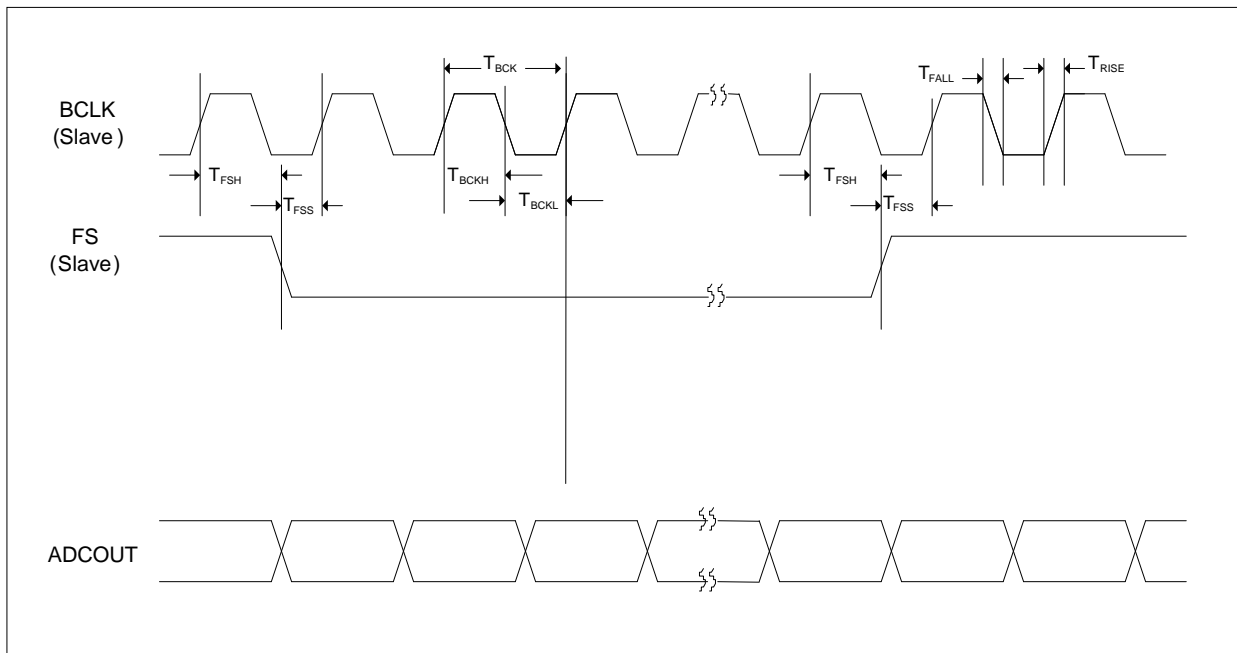 T_BCK
T_FALL
T_RISE
BCLK
(Slave)
T_FSH
T_BCKH
T_FSH
T_FSS
T_BCKL
T_FSS
FS
(Slave)
ADCOUT